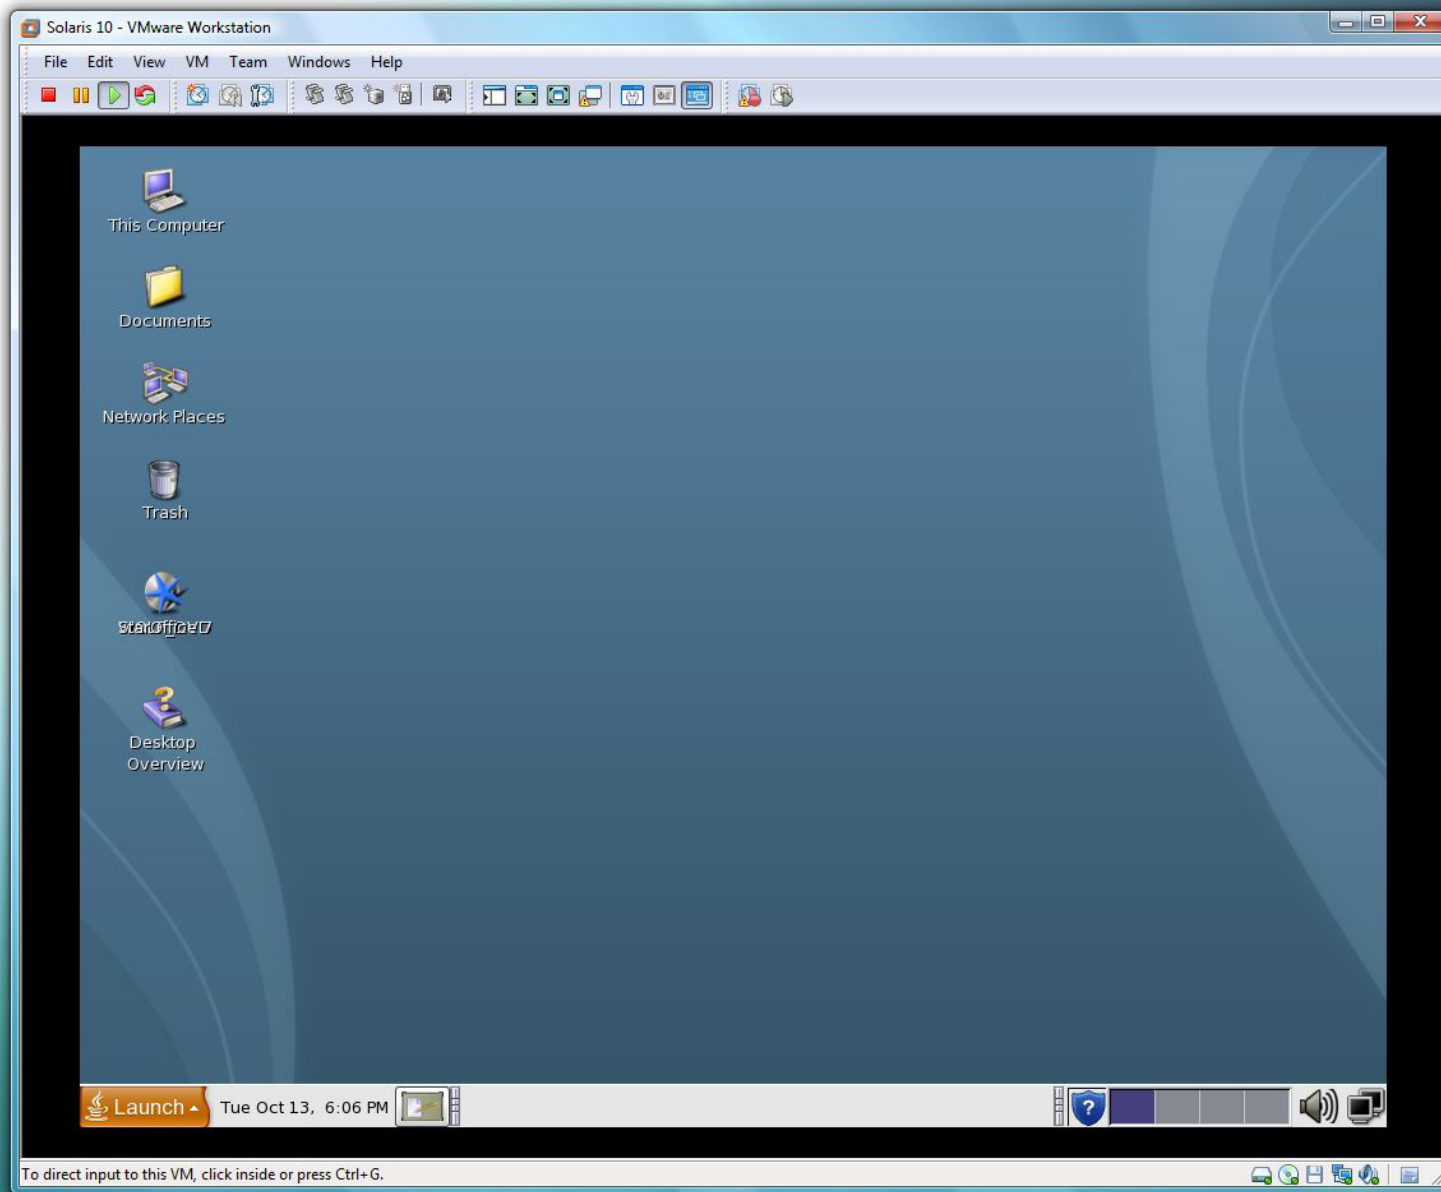 Solaris 10 - VMware Workstation
File Edit View VM Team Windows Help
This Computer
Documents
Network Places
Trash
Desktop
Overview
Launch
Tue Oct 13, 6:06 PM
To direct input to this VM, click inside or press Ctrl+G.